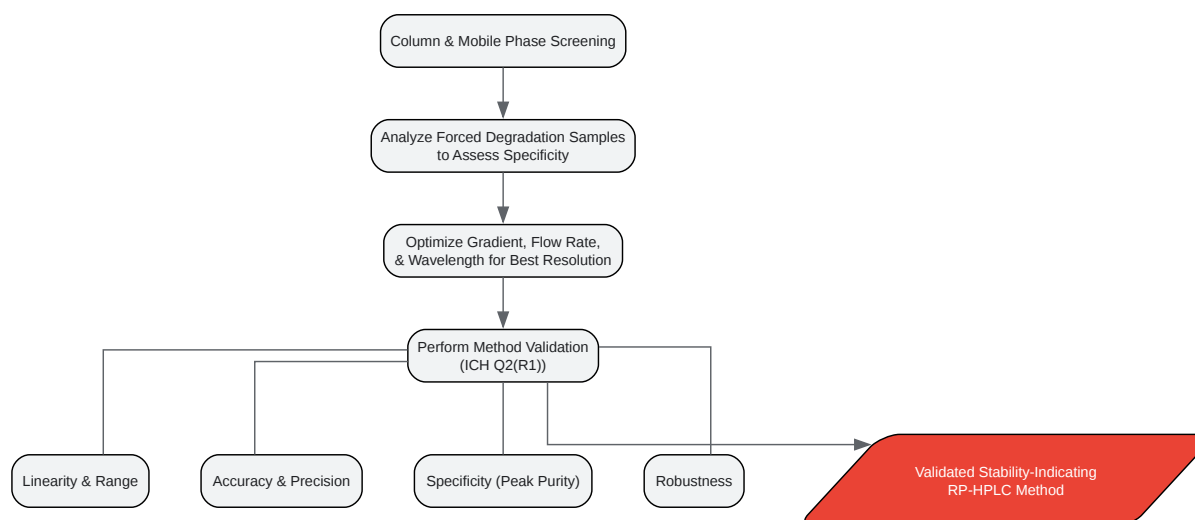 Column & Mobile Phase Screening
Analyze Forced Degradation Samples
to Assess Specificity
Optimize Gradient, Flow Rate,
& Wavelength for Best Resolution
Perform Method Validation
(ICH Q2(R1))
Linearity & Range
Accuracy & Precision
Specificity (Peak Purity)
Robustness
Validated Stability-Indicating
RP-HPLC Method